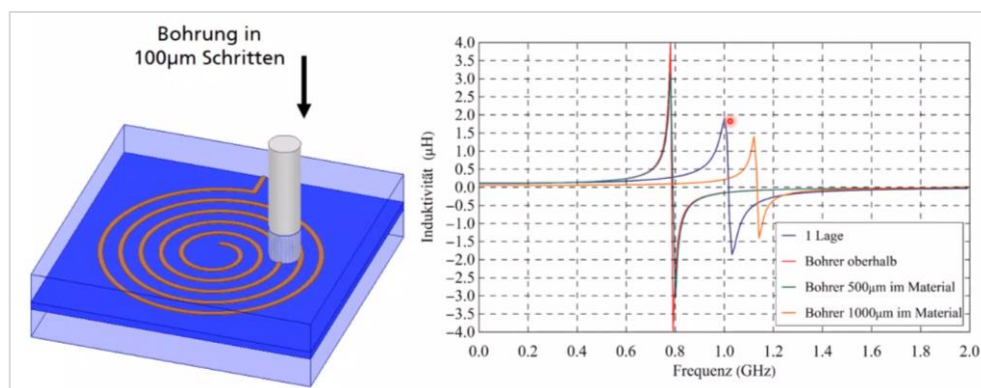 Bohrung in
100µm Schritten
4.0
3.5
3.0
2.5
2.0
1.5
1.0
0.5
0.0
-0.5
-1.0
-1.5
-2.0
-2.5
-3.0
-3.5
-4.0
Induktivität (µH)
1 Lage
Bohrer oberhalb
Bohrer 500µm im Material
Bohrer 1000µm im Material
0.0 0.2 0.4 0.6 0.8 1.0 1.2 1.4 1.6 1.8 2.0
Frequenz (GHz)